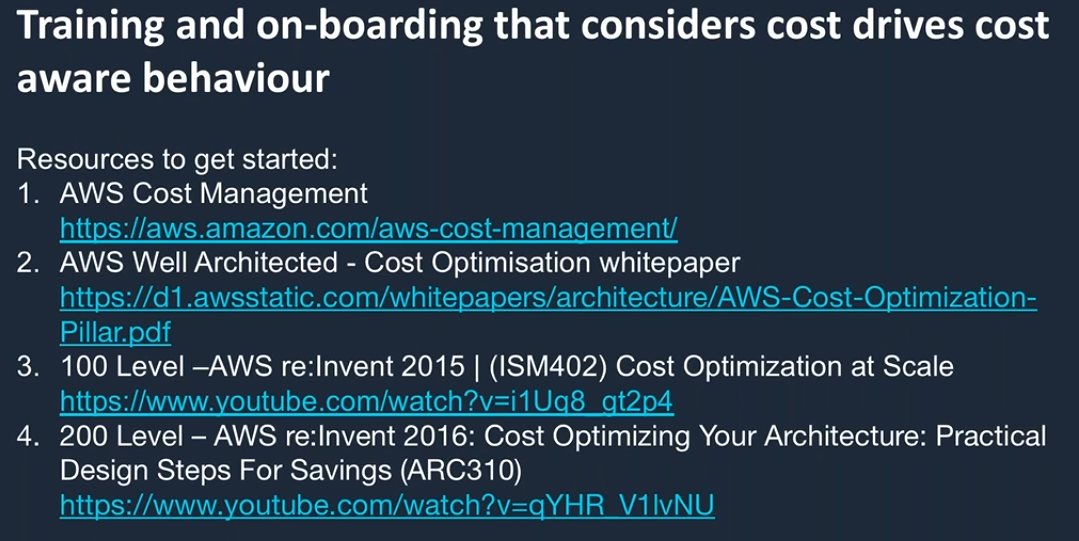 Training and on-boarding that considers cost drives cost
aware behaviour
Resources to get started:
1. AWS Cost Management
https://aws.amazon.com/aws-cost-management/
2. AWS Well Architected - Cost Optimisation whitepaper
https://d1.awsstatic.com/whitepapers/architecture/AWS-Cost-Optimization-
Pillar.pdf
3. 100 Level –AWS re:Invent 2015 | (ISM402) Cost Optimization at Scale
https://www.youtube.com/watch?v=i1Uq8_gt2p4
4. 200 Level – AWS re:Invent 2016: Cost Optimizing Your Architecture: Practical
Design Steps For Savings (ARC310)
https://www.youtube.com/watch?v=qYHR_V1lvNU